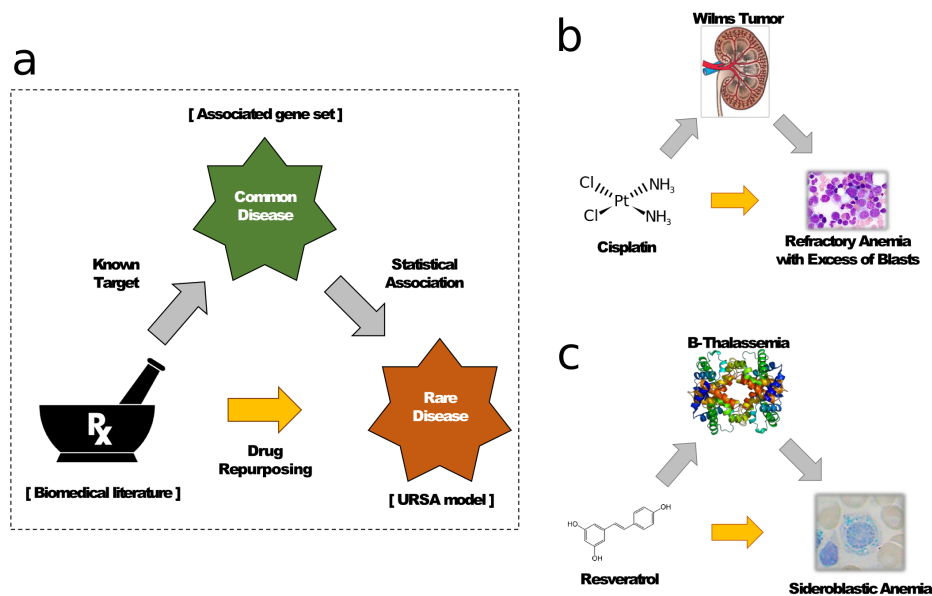 a
[ Associated gene set ]
Common
Disease
Known
Target
Statistical
Association
Rx
Rare
Disease
Drug
Repurposing
[ Biomedical literature ]
[ URSA model ]
b
Wilms Tumor
Cl
NH3
Pt
Cl
NH3
Cisplatin
Refractory Anemia
with Excess of Blasts
c
B-Thalassemia
OH
HO
OH
Resveratrol
Sideroblastic Anemia